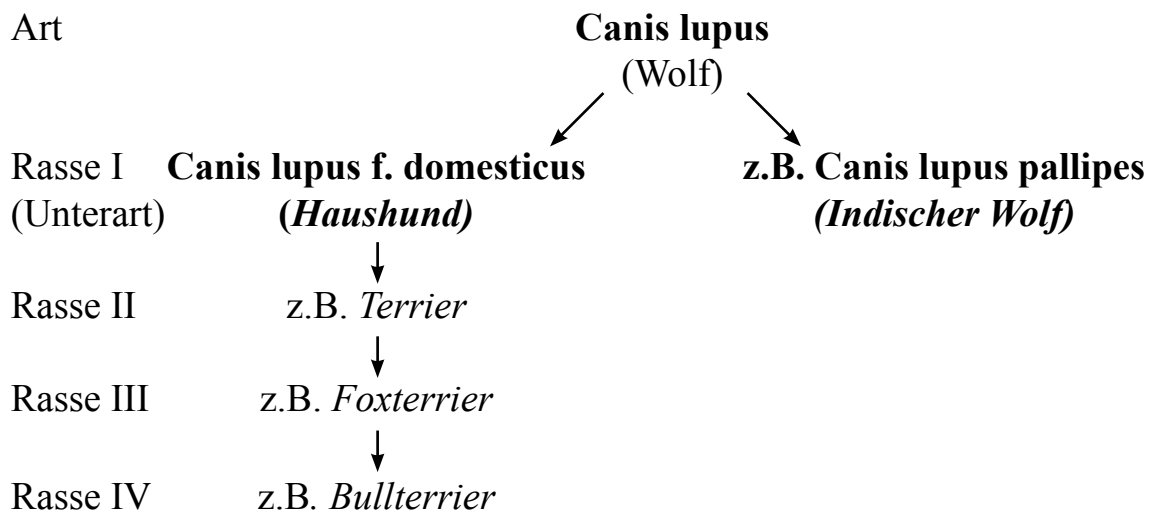 Art Canis lupus
(Wolf)
Rasse I Canis lupus f. domesticus z.B. Canis lupus pallipes
(Unterart) (Haushund) (Indischer Wolf)
Rasse II z.B. Terrier
Rasse III z.B. Foxterrier
Rasse IV z.B. Bullterrier